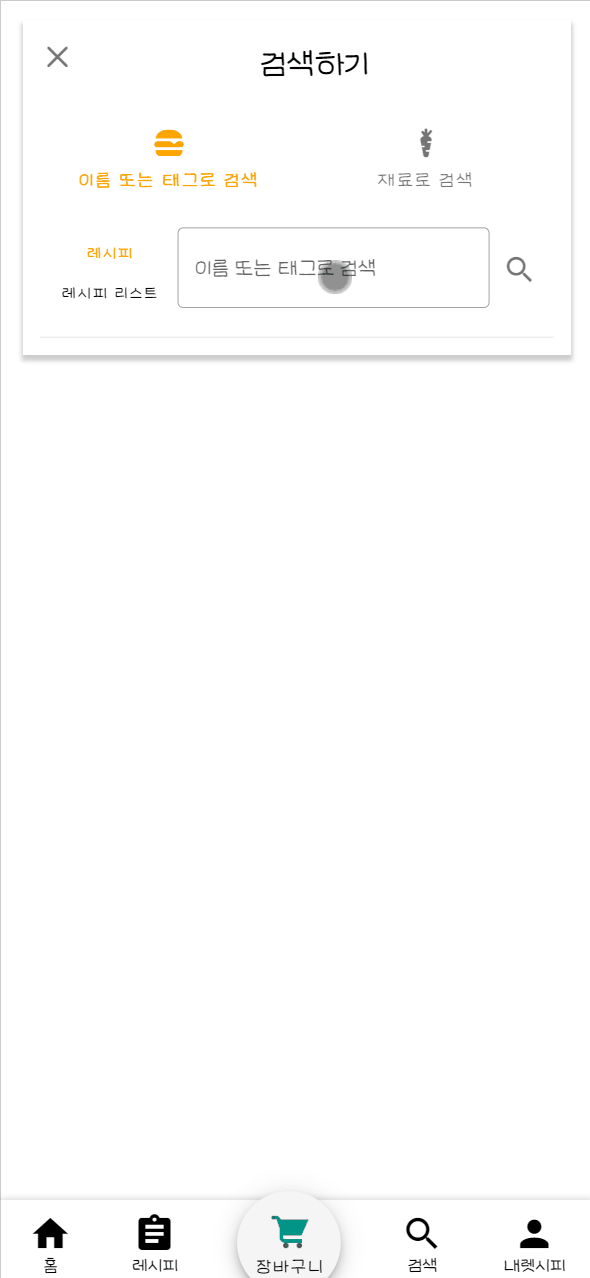 검색하기
이름 또는 태그로 검색
재료로 검색
레시피
레시피 리스트
이름 또는 태그로 검색
홈
레시피
장바구니
검색
내렛시피